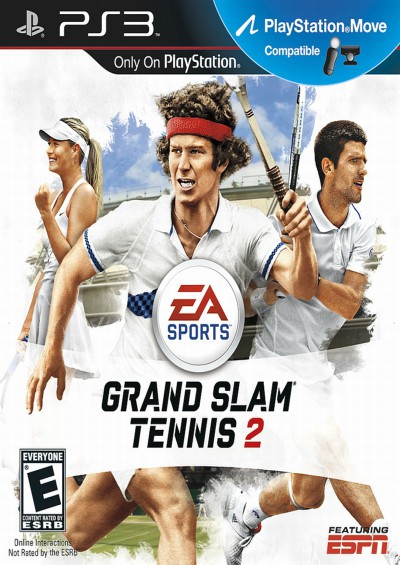 PS3
PlayStation®Move
Compatible
Only On PlayStation®
EA
SPORTS
GRAND SLAM®
TENNIS 2
EVERYONE
E
CONTENT RATED BY
ESRB
Online Interactions
Not Rated by the ESRB
FEATURING
ESPN